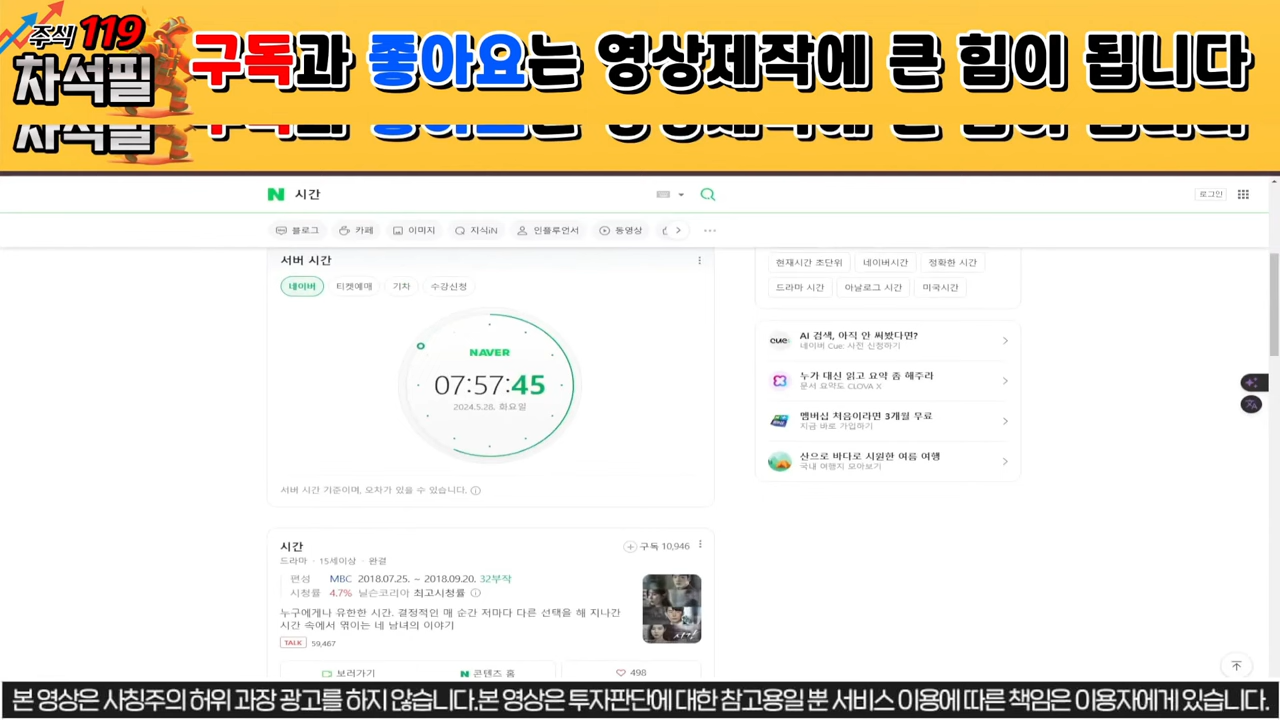 주식 119
차석필
구독과 좋아요는 영상제작에 큰 힘이 됩니다
N 시간
로그인
블로그 카페 이미지 지식iN 인플루언서 동영상
서버 시간
네이버 티켓예매 기차 수강신청
NAVER
07:57:45
2024.5.28. 화요일
서버 시간 기준이며, 오차가 있을 수 있습니다.
현재시간 초단위 네이버시간 정확한 시간
드라마 시간 아날로그 시간 미국시간
cue:
AI 검색, 아직 안 써봤다면?
네이버 Cue: 사전 신청하기
누가 대신 읽고 요약 좀 해주라
문서 요약도 CLOVA X
멤버십 처음이라면 3개월 무료
지금 바로 가입하기
산으로 바다로 시원한 여름 여행
국내 여행지 모아보기
시간
구독 10,946
드라마 · 15세이상 · 완결
편성 MBC 2018.07.25. ~ 2018.09.20. 32부작
시청률 4.7% 닐슨코리아 최고시청률
누구에게나 유한한 시간. 결정적인 매 순간 저마다 다른 선택을 해 지나간
시간 속에서 엮이는 네 남녀의 이야기
시간
TALK 59,467
보러가기 N 콘텐츠 홈 498
본 영상은 사칭주의 허위 과장 광고를 하지 않습니다.본 영상은 투자판단에 대한 참고용일 뿐 서비스 이용에 따른 책임은 이용자에게 있습니다.